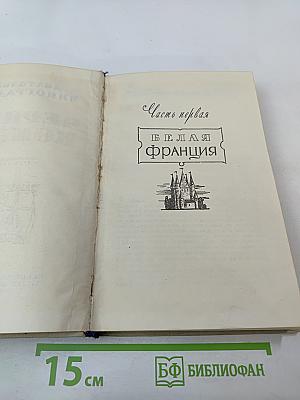 Часть первая
БЕЛАЯ
ФРАНЦИЯ
15 см
БФ БИБЛИОФАН